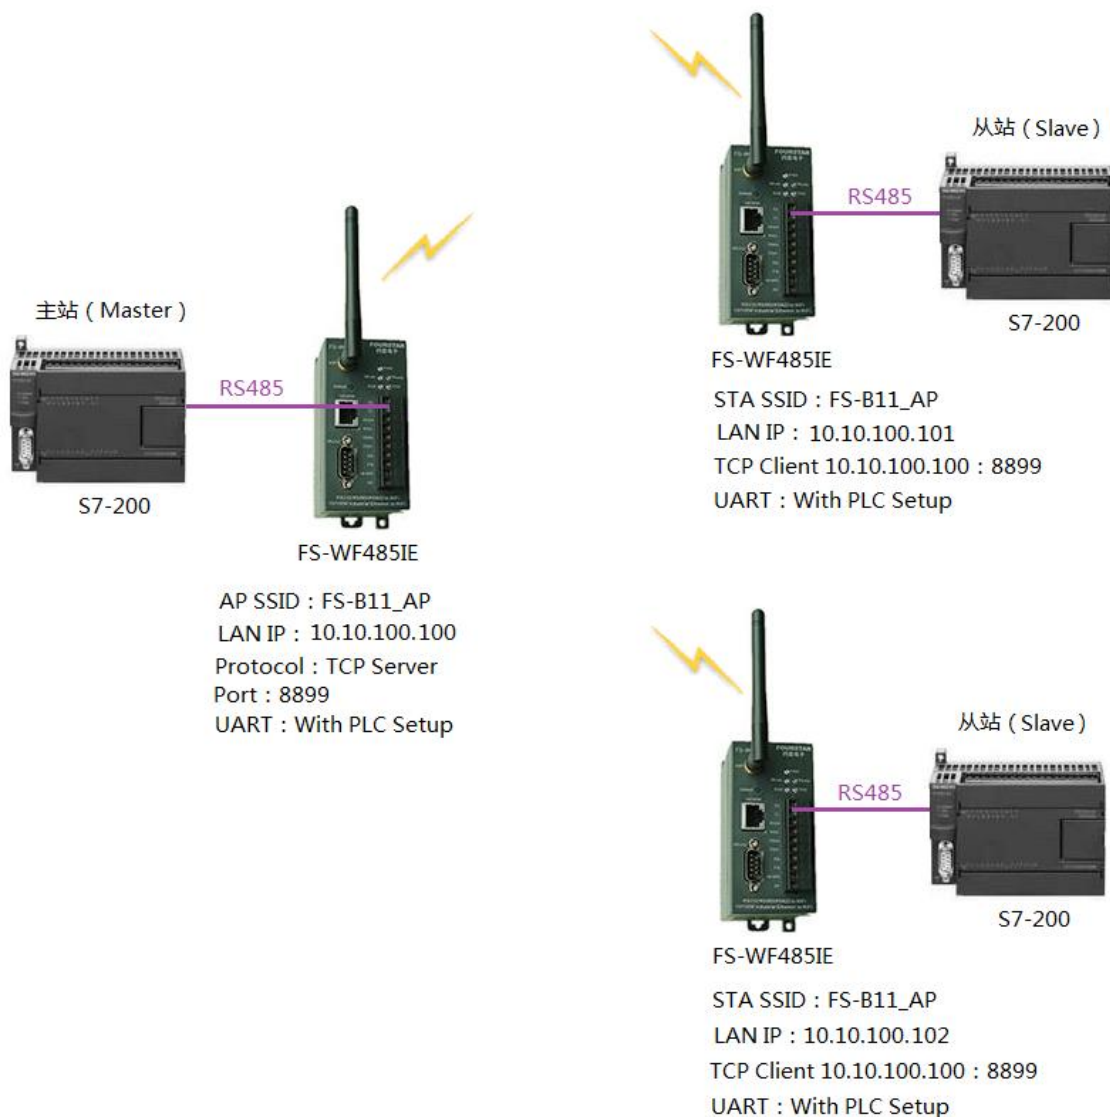 主站（Master）
RS485
S7-200
FOURSTAR
FS-WF485IE
AP SSID：FS-B11_AP
LAN IP：10.10.100.100
Protocol：TCP Server
Port：8899
UART：With PLC Setup
FOURSTAR
从站（Slave）
RS485
S7-200
FS-WF485IE
STA SSID：FS-B11_AP
LAN IP：10.10.100.101
TCP Client 10.10.100.100：8899
UART：With PLC Setup
FOURSTAR
从站（Slave）
RS485
S7-200
FS-WF485IE
STA SSID：FS-B11_AP
LAN IP：10.10.100.102
TCP Client 10.10.100.100：8899
UART：With PLC Setup